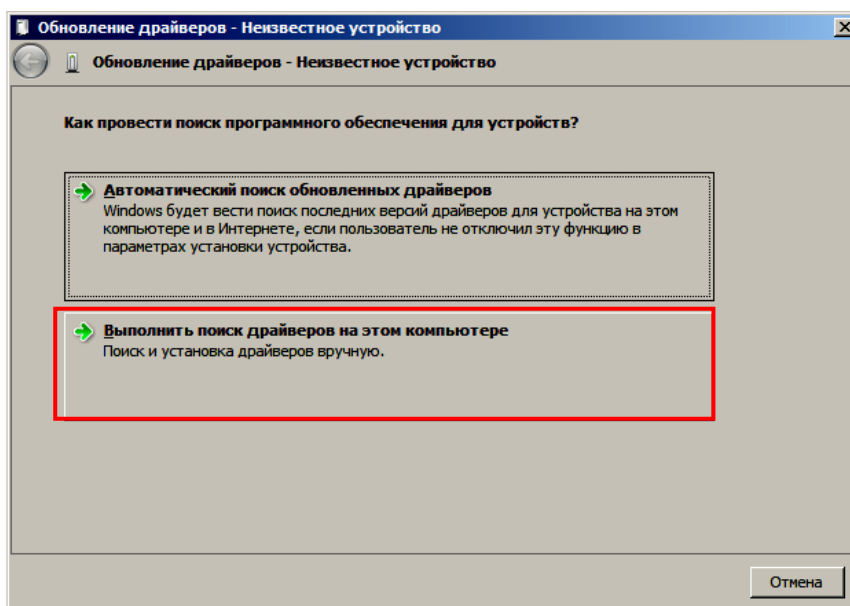 Обновление драйверов - Неизвестное устройство
Обновление драйверов - Неизвестное устройство
Как провести поиск программного обеспечения для устройств?
Автоматический поиск обновленных драйверов
Windows будет вести поиск последних версий драйверов для устройства на этом
компьютере и в Интернете, если пользователь не отключил эту функцию в
параметрах установки устройства.
Выполнить поиск драйверов на этом компьютере
Поиск и установка драйверов вручную.
Отмена